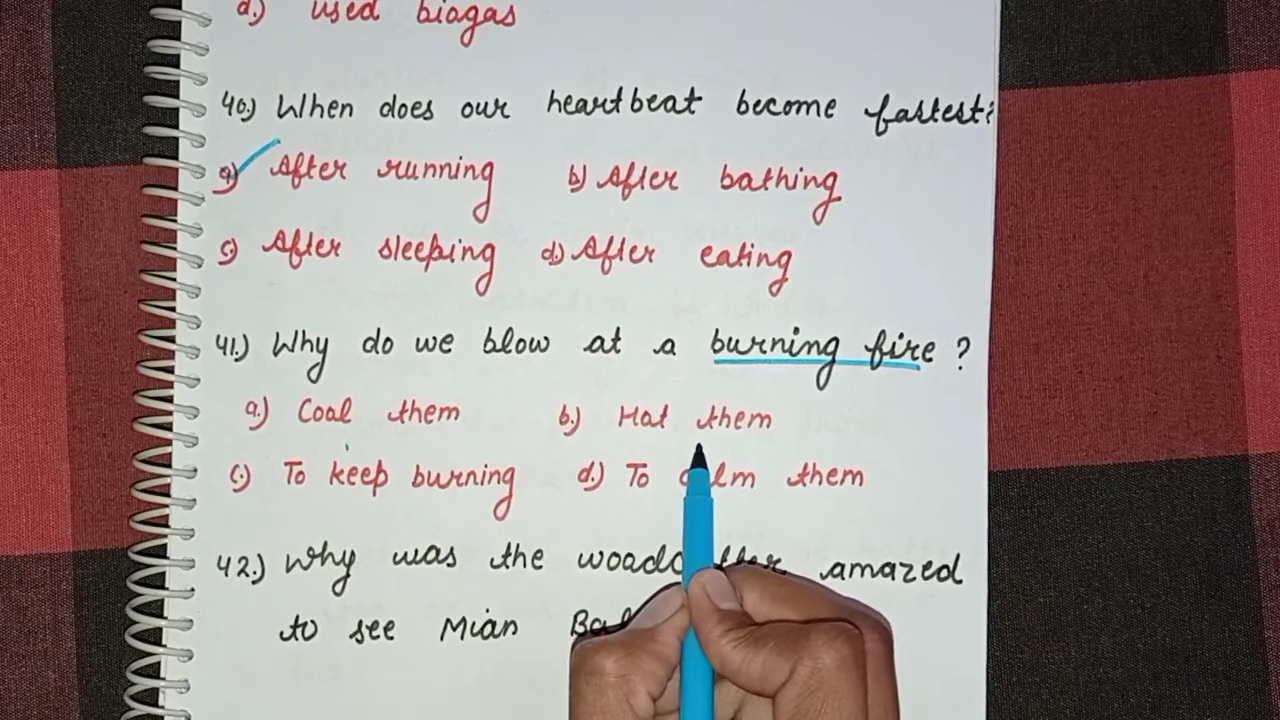 d.) used biogas
40.) When does our heartbeat become fastest?
a) After running b) After bathing
c) After sleeping d.) After eating
41.) Why do we blow at a burning fire ?
a.) Coal them b.) Hot them
c.) To keep burning d.) To them
42.) Why was the amazed
to see Mian